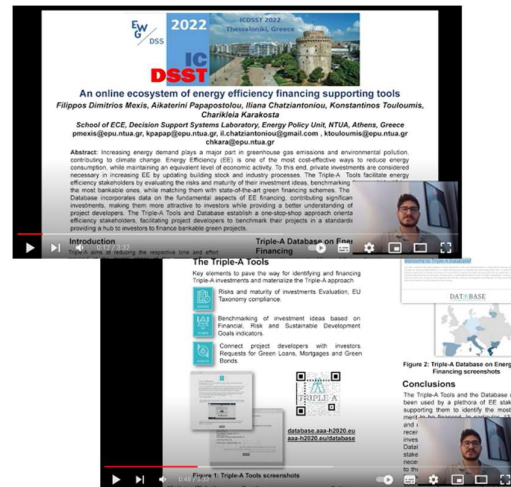 EWG/DSS
2022
ICDSST 2022
Thessaloniki, Greece
IC
DSST
An online ecosystem of energy efficiency financing supporting tools
Filippos Dimitrios Mexis, Aikaterini Papapostolou, Iliana Chatziantoniou, Konstantinos Touloumis,
Charikleia Karakosta
School of ECE, Decision Support Systems Laboratory, Energy Policy Unit, NTUA, Athens, Greece
pmexis@epu.ntua.gr, kpapap@epu.ntua.gr, il.chatziantoniou@gmail.com , ktouloumis@epu.ntua.gr
chkara@epu.ntua.gr
Abstract: Increasing energy demand plays a major part in greenhouse gas emissions and environmental pollution,
contributing to climate change. Energy Efficiency (EE) is one of the most cost-effective ways to reduce energy
consumption, while maintaining an equivalent level of economic activity. To this end, private investments are considered
necessary in increasing EE by updating building stock and industry processes. The Triple-A Tools facilitate energy
efficiency stakeholders by evaluating the risks and maturity of their investment ideas, benchmarking
the most bankable ones, while matching them with state-of-the-art green financing schemes. The
Database incorporates data on the fundamental aspects of EE financing, contributing significan
investments, making them more attractive to investors while providing a better understanding of
project developers. The Triple-A Tools and Database establish a one-stop-shop approach orienta
efficiency stakeholders, facilitating project developers to benchmark their projects in a standardis
providing a hub to investors to finance bankable green projects.
Introduction
Triple-A Database on Ener
Financing
The Triple-A Tools
Key elements to pave the way for identifying and financing
Triple-A investments and materialize the Triple-A approach
Risks and maturity of investments Evaluation, EU
Taxonomy compliance.
Benchmarking of investment ideas based on
Financial, Risk and Sustainable Development
Goals indicators.
Connect project developers with investors
Requests for Green Loans, Mortgages and Green
Bonds.
TRIPLE-A
database.aaa-h2020.eu
aaa-h2020.eu/database
Figure 1: Triple-A Tools screenshots
DATABASE
Figure 2: Triple-A Database on Energ
Financing screenshots
Conclusions
The Triple-A Tools and the Database
been used by a plethora of EE stak
supporting them to identify the most